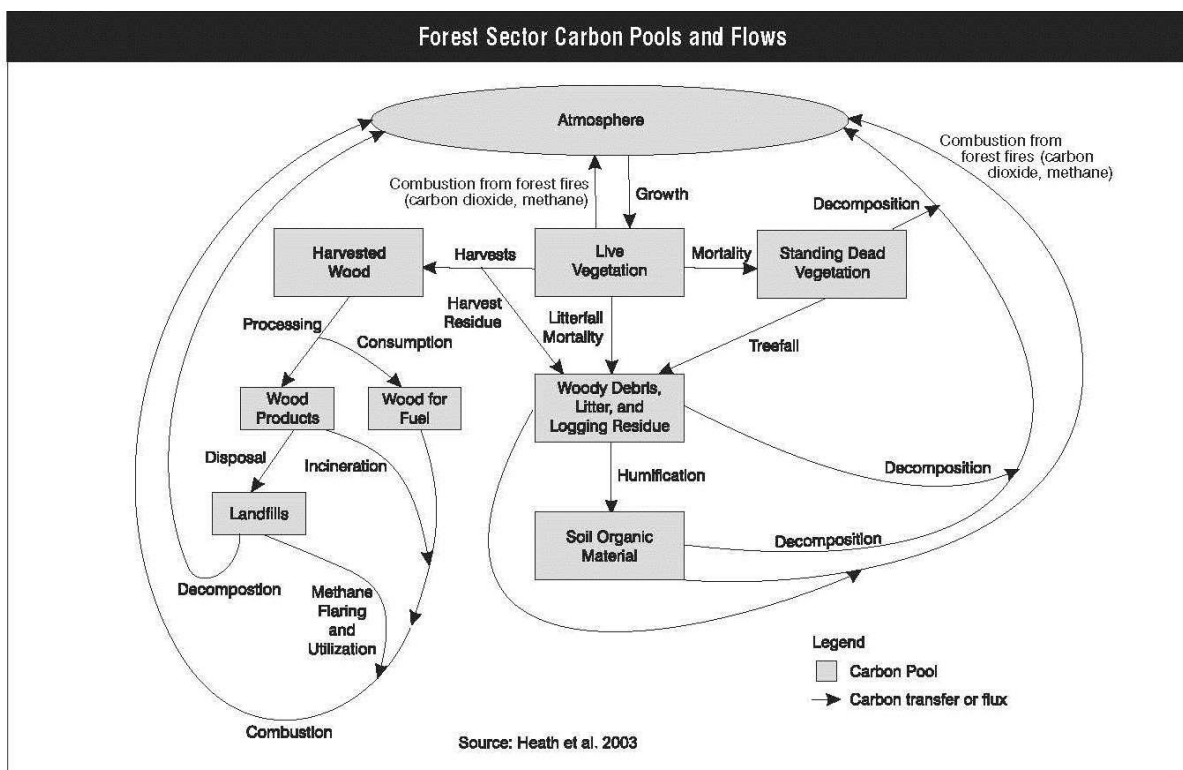 Forest Sector Carbon Pools and Flows
Atmosphere
Combustion from
forest fires (carbon
dioxide, methane)
Combustion from forest fires
(carbon dioxide, methane)
Growth
Decomposition
Harvested
Wood
Harvests
Live
Vegetation
Mortality
Standing Dead
Vegetation
Harvest
Residue
Litterfall
Mortality
Processing
Consumption
Treefall
Wood
Products
Wood for
Fuel
Woody Debris,
Litter, and
Logging Residue
Disposal
Incineration
Decomposition
Humification
Landfills
Soil Organic
Material
Decomposition
Decompostion
Methane
Flaring
and
Utilization
Legend
Carbon Pool
Carbon transfer or flux
Combustion
Source: Heath et al. 2003